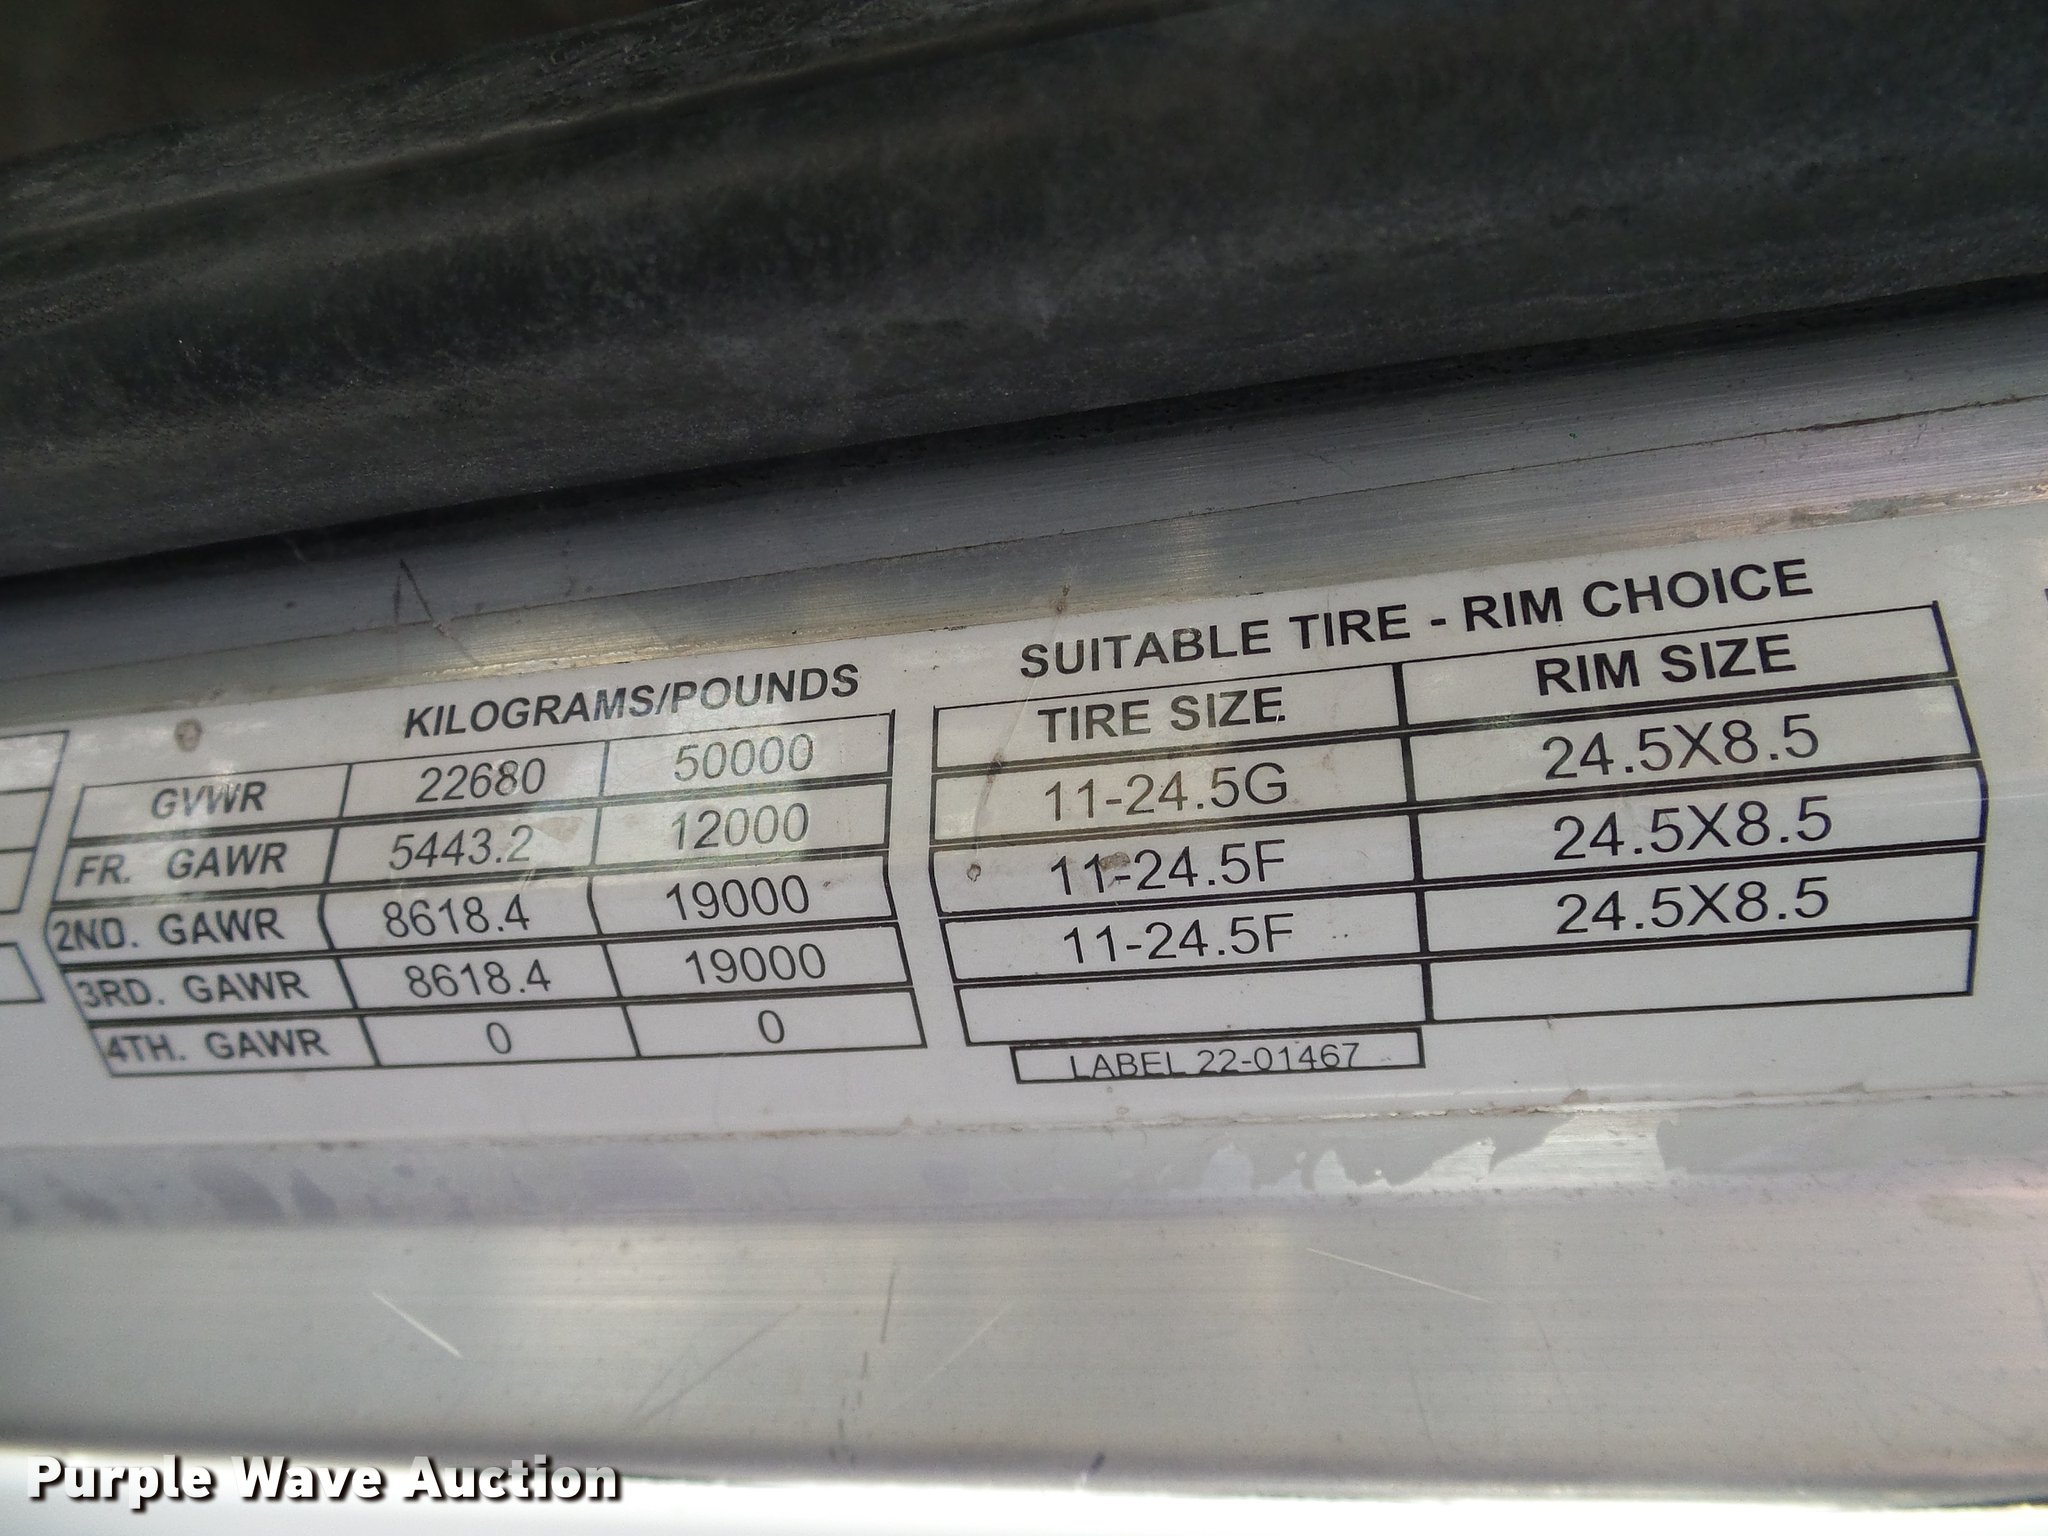 KILOGRAMS/POUNDS
GVWR 22680 50000
FR. GAWR 5443.2 12000
2ND. GAWR 8618.4 19000
3RD. GAWR 8618.4 19000
4TH. GAWR 0 0
SUITABLE TIRE - RIM CHOICE
TIRE SIZE RIM SIZE
11-24.5G 24.5X8.5
11-24.5F 24.5X8.5
11-24.5F 24.5X8.5
LABEL 22-01467
Purple Wave Auction